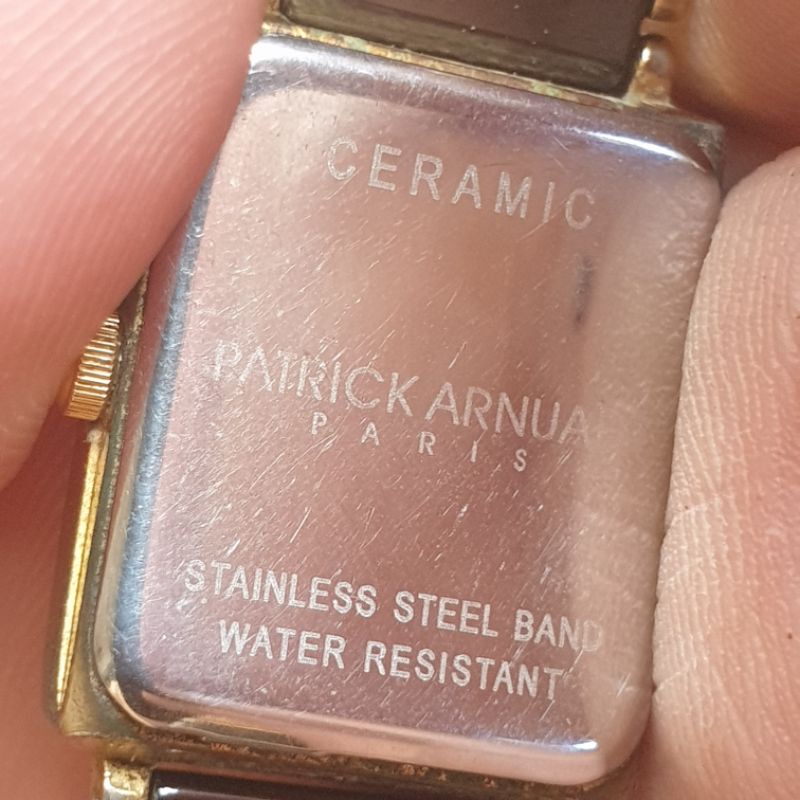 CERAMIC
PATRICK ARNUA
PARIS
STAINLESS STEEL BAND
WATER RESISTANT